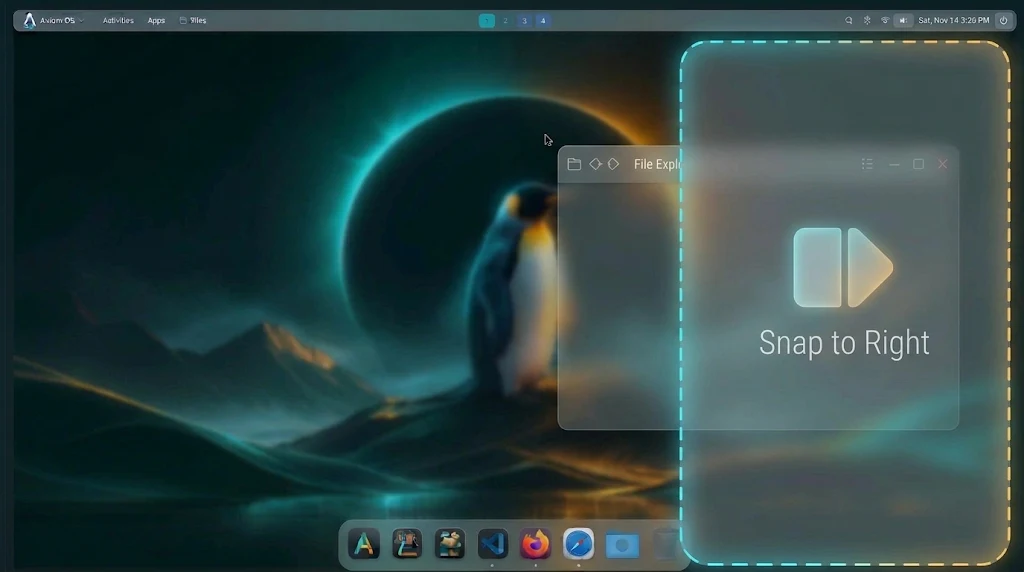 Axiom OS
Activities
Apps
Files
1 2 3 4
Sat, Nov 14 3:26 PM
File Explo
Snap to Right